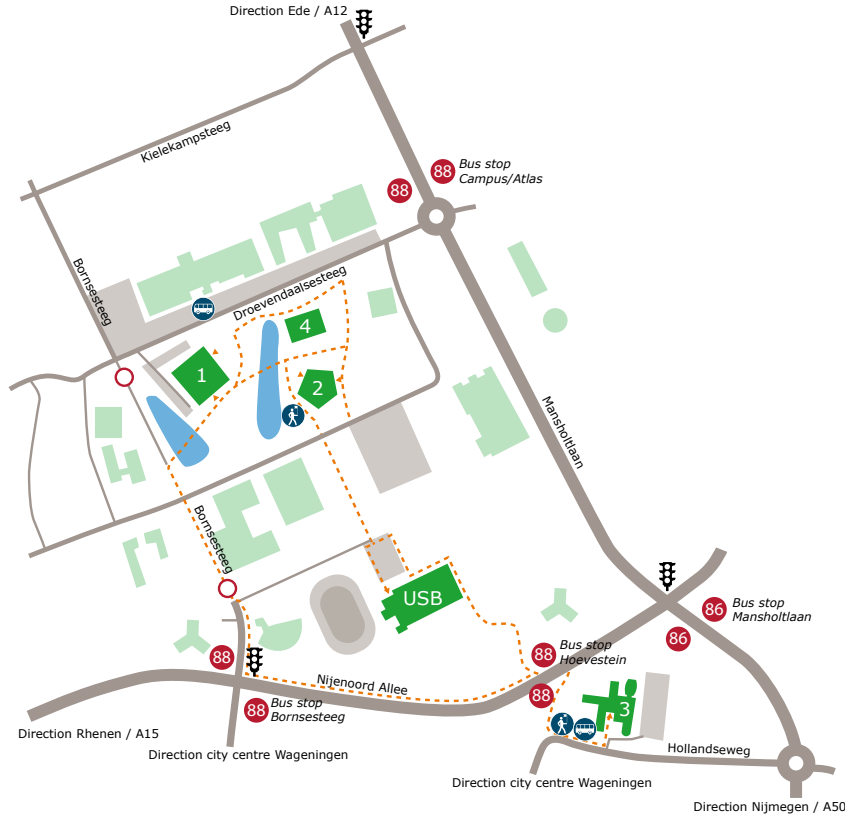 Direction Ede / A12
Kielekampsteeg
88
Bus stop
Campus/Atlas
88
Bornsesteeg
Droevendaalsesteeg
4
1
2
Mansholtlaan
Bornsesteeg
USB
86
Bus stop
Mansholtlaan
86
88
Bus stop
Hoevestein
88
88
Nijenoord Allee
88
Bus stop
Bornsesteeg
3
Direction Rhenen / A15
Direction city centre Wageningen
Hollandseweg
Direction city centre Wageningen
Direction Nijmegen / A50